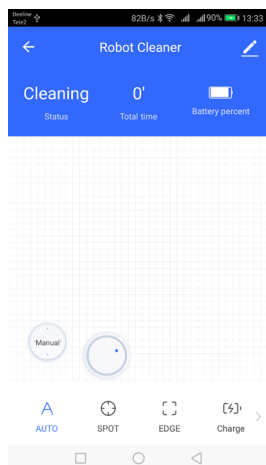 Beeline
Tele2
82B/s 90% 13:33
Robot Cleaner
Cleaning 0'
Status Total time Battery percent
Manual
AUTO SPOT EDGE Charge